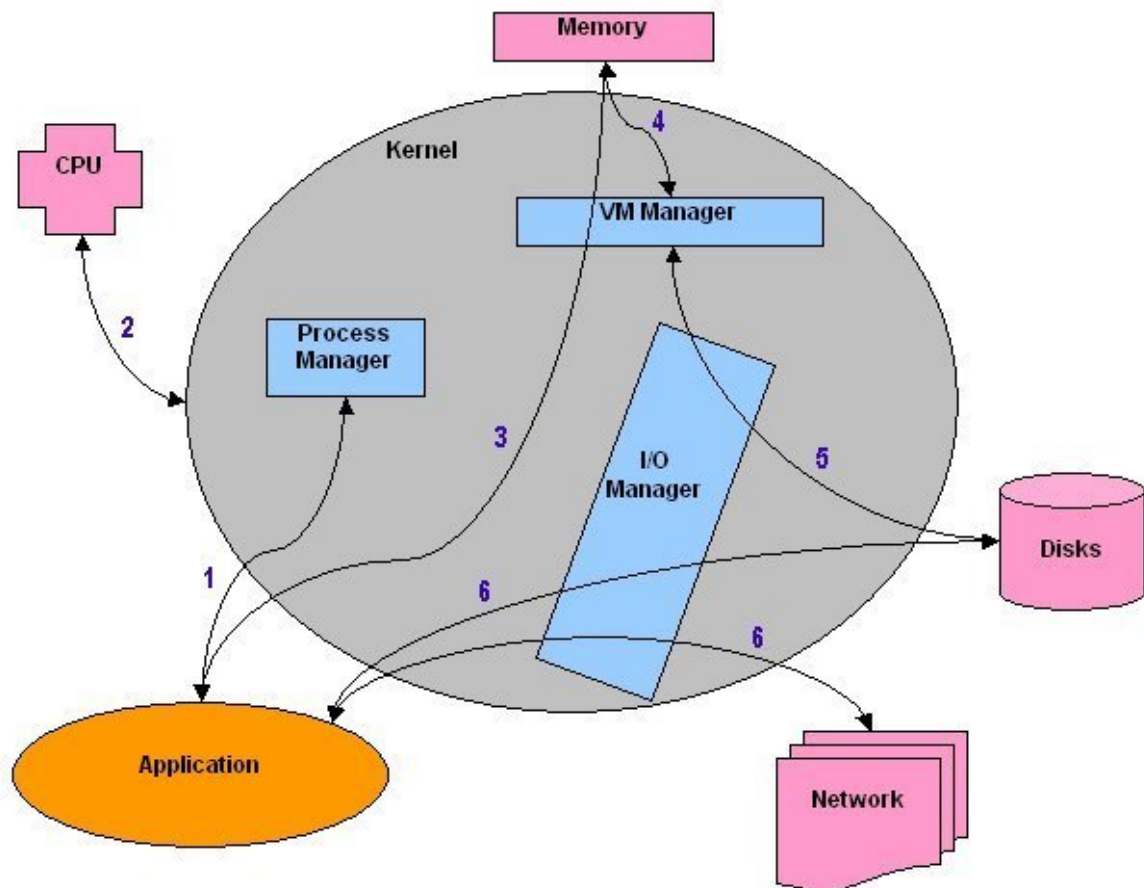 Memory
4
Kernel
CPU
VM Manager
2
Process
Manager
3
I/O
Manager
5
Disks
1
6
6
Application
Network